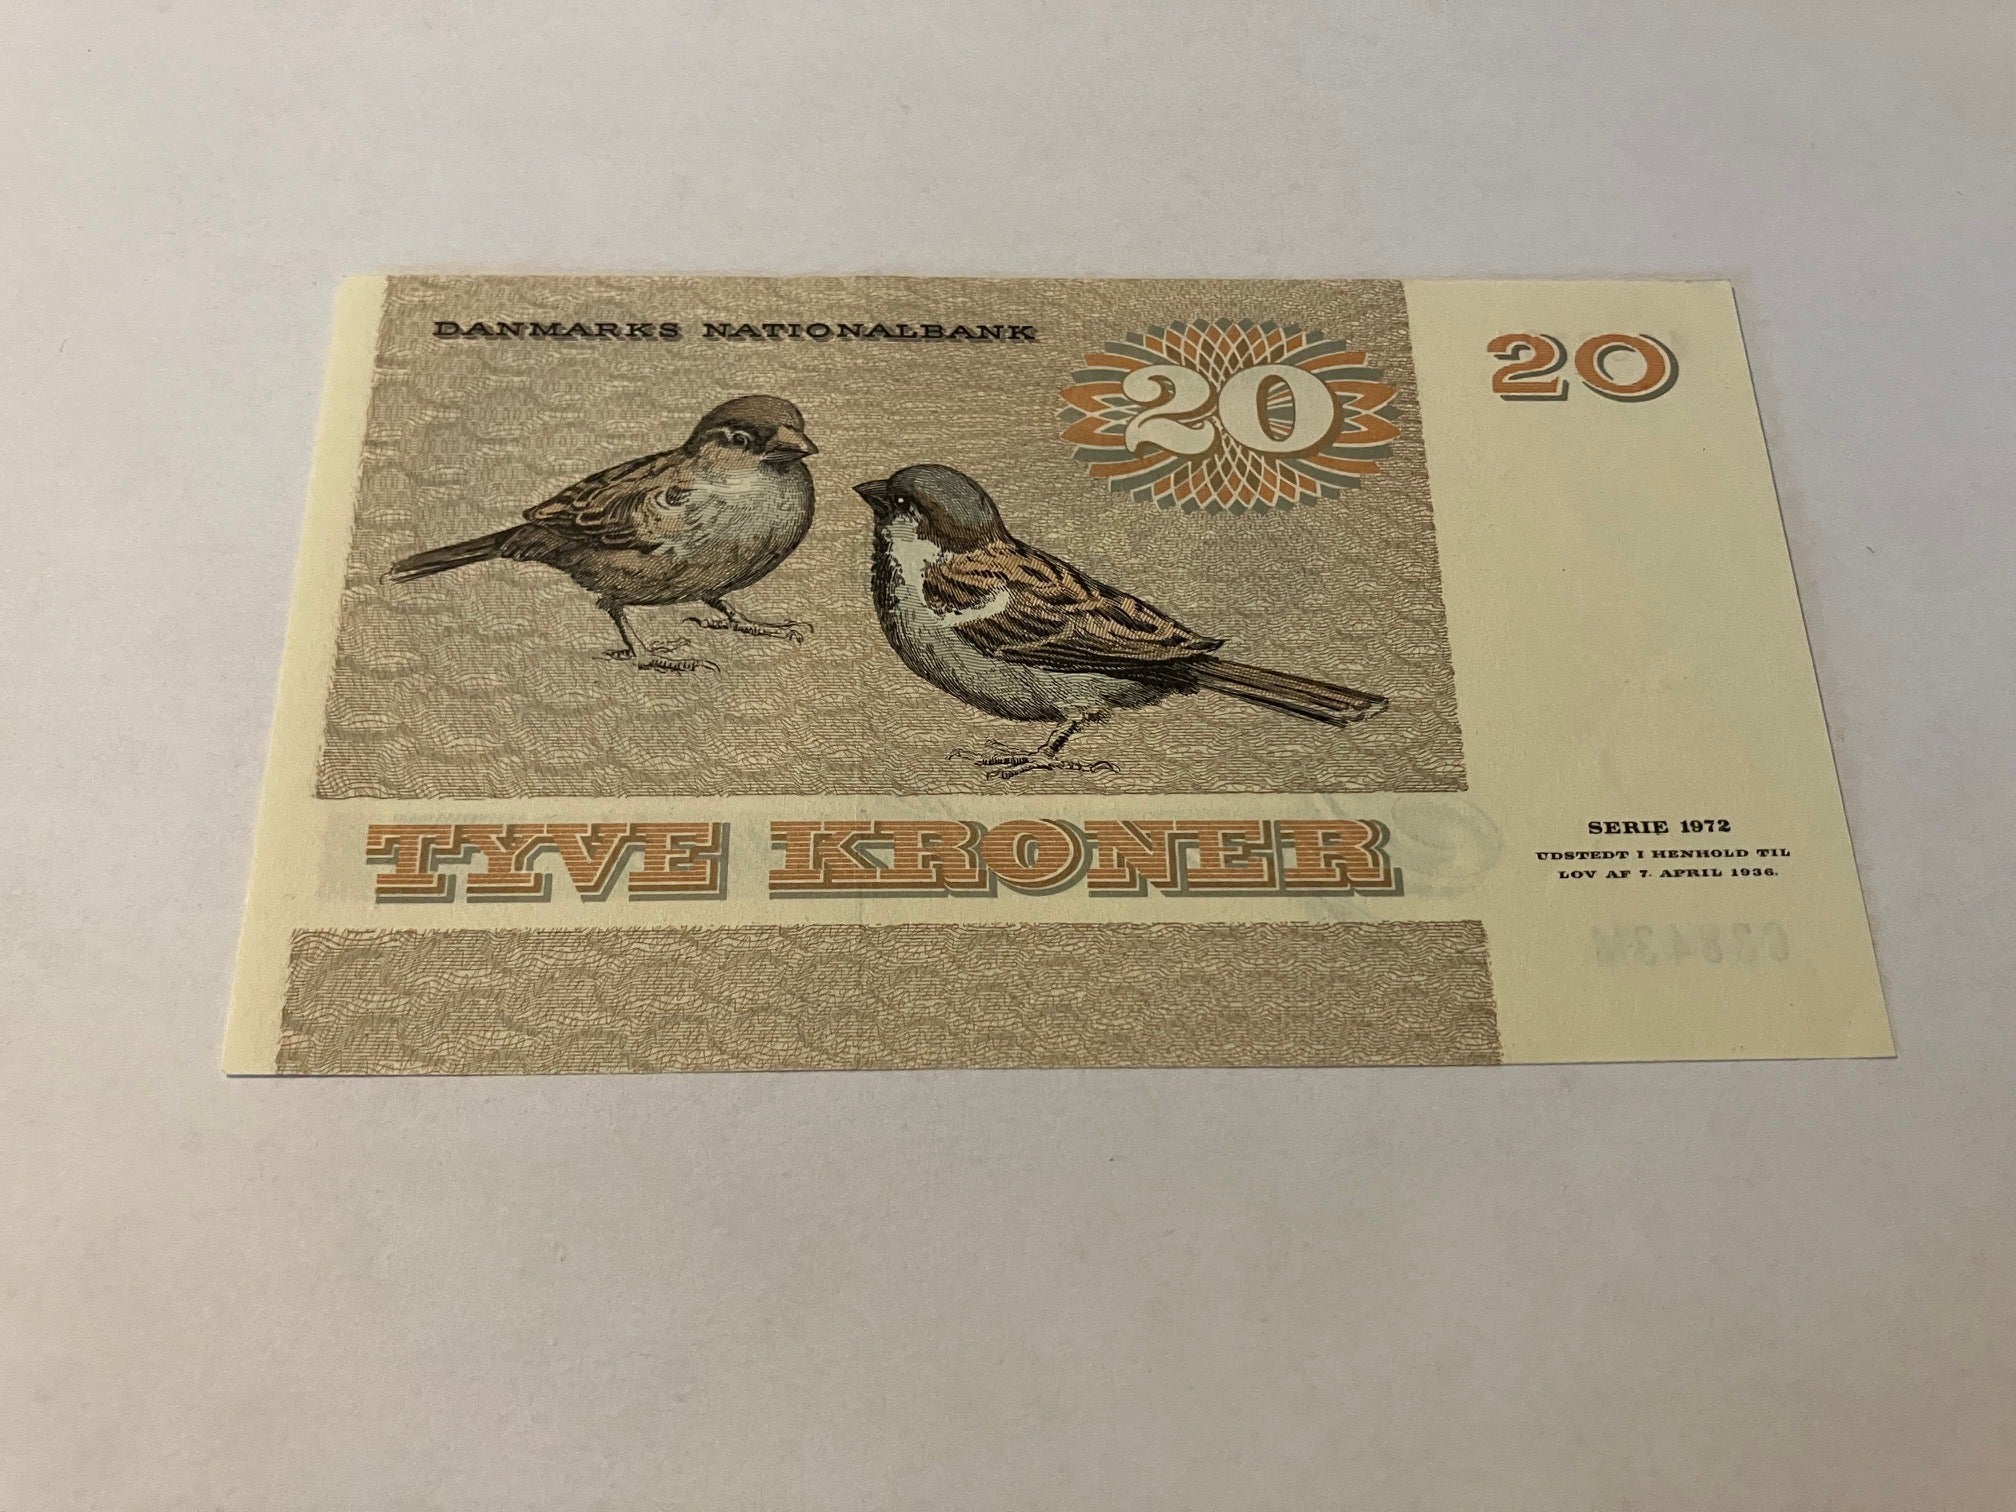 DANMARKS NATIONALBANK
20
20
TYVE KRONER
SERIE 1972
UDSTEDT I HENHOLD TIL
LOV AF 7. APRIL 1936.